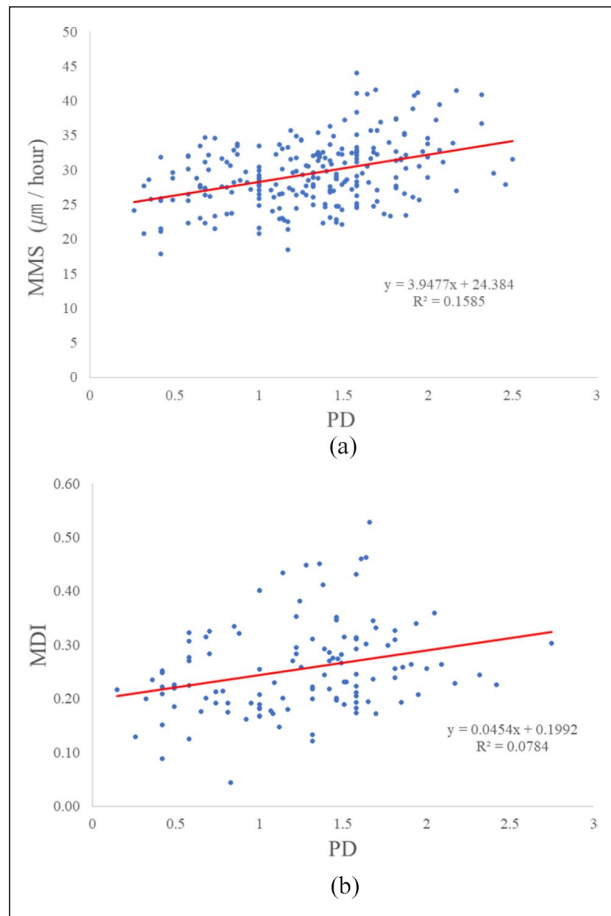 50
45
40
35
30
25
20
15
10
5
0
MMS (μm / hour)
y = 3.9477x + 24.384
R² = 0.1585
0 0.5 1 1.5 2 2.5 3
PD
(a)
0.60
0.50
0.40
0.30
0.20
0.10
0.00
MDI
y = 0.0454x + 0.1992
R² = 0.0784
0 0.5 1 1.5 2 2.5 3
PD
(b)